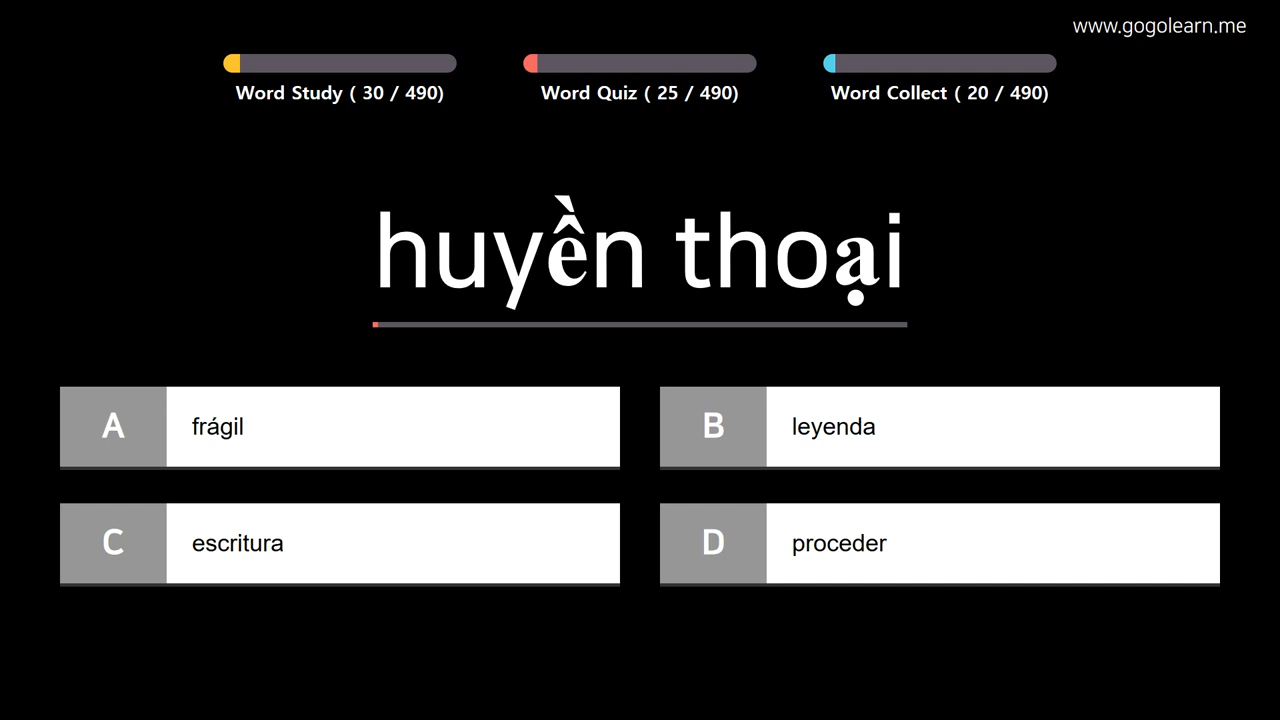 www.gogolearn.me
Word Study ( 30 / 490)
Word Quiz ( 25 / 490)
Word Collect ( 20 / 490)
huyền thoại
A frágil
B leyenda
C escritura
D proceder